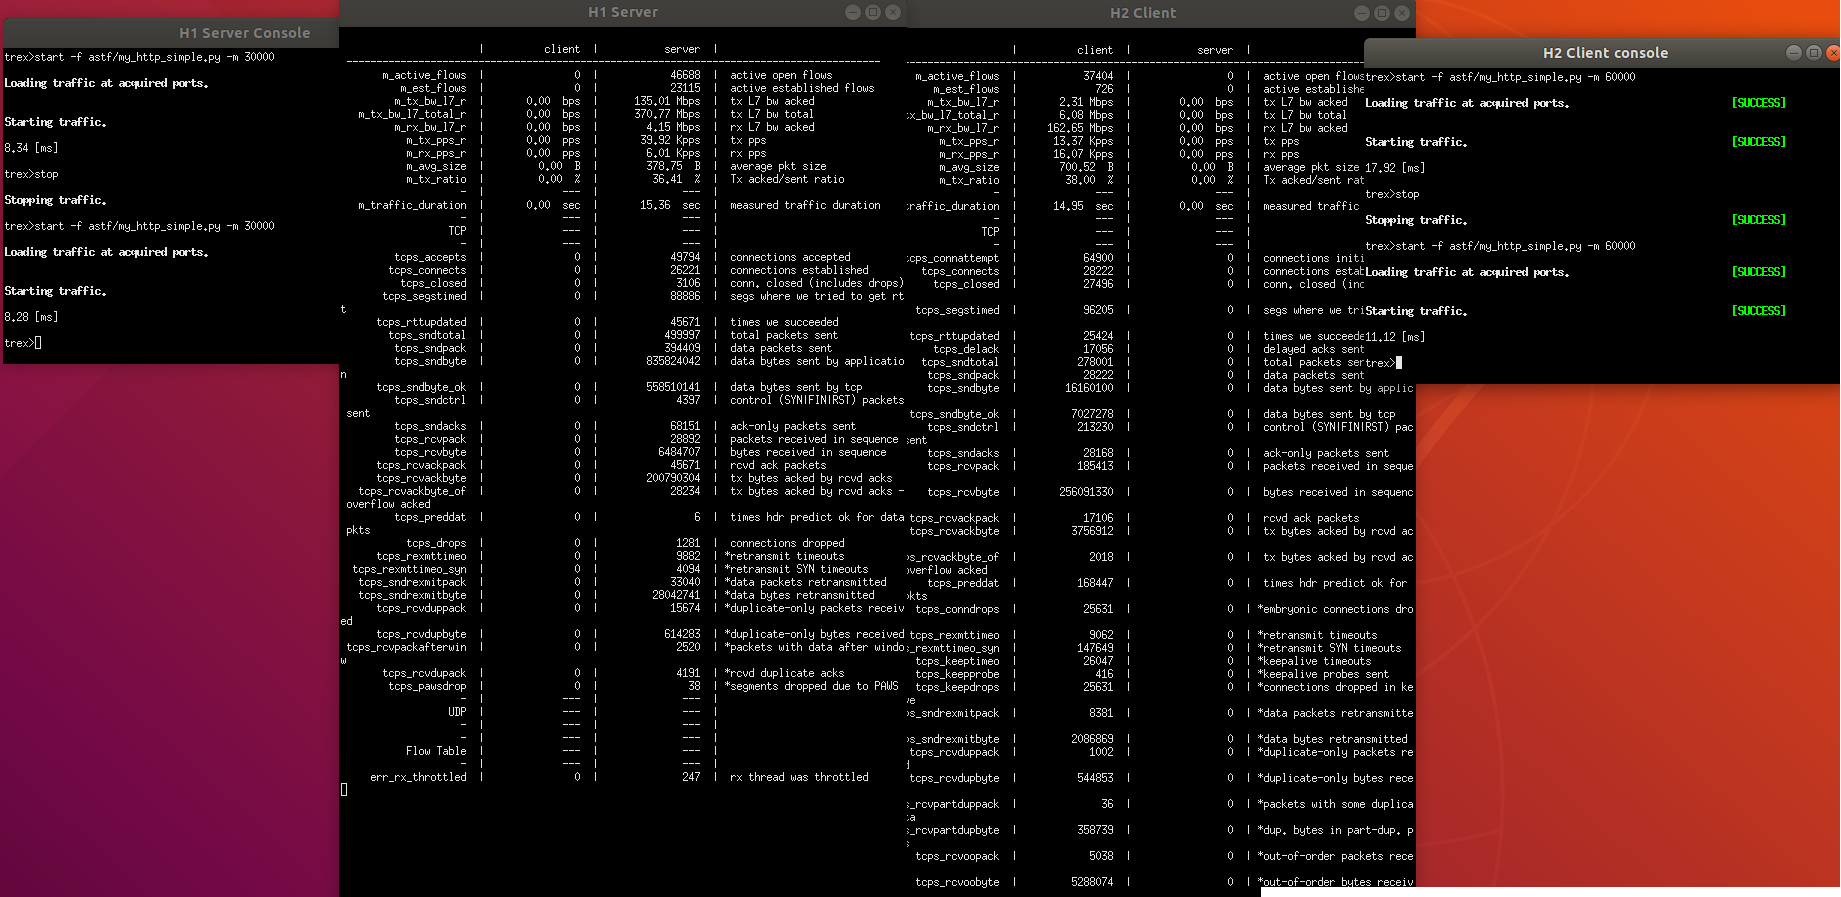 H1 Server Console
trex>start -f astf/my_http_simple.py -m 30000
Loading traffic at acquired ports.
Starting traffic.
8.34 [ms]
trex>stop
Stopping traffic.
trex>start -f astf/my_http_simple.py -m 30000
Loading traffic at acquired ports.
Starting traffic.
8.28 [ms]
trex>
H1 Server
| client | server |
m_active_flows | 0 | 46688 | active open flows
m_est_flows | 0 | 23115 | active established flows
m_tx_bw_l7_r | 0.00 bps | 135.01 Mbps | tx L7 bw acked
m_tx_bw_l7_total_r | 0.00 bps | 370.77 Mbps | tx L7 bw total
m_rx_bw_l7_r | 0.00 bps | 4.15 Mbps | rx L7 bw acked
m_tx_pps_r | 0.00 pps | 39.92 Kpps | tx pps
m_rx_pps_r | 0.00 pps | 6.01 Kpps | rx pps
m_avg_size | 0.00 B | 378.75 B | average pkt size
m_tx_ratio | 0.00 % | 36.41 % | Tx acked/sent ratio
- | --- | --- |
m_traffic_duration | 0.00 sec | 15.36 sec | measured traffic duration
- | --- | --- |
TCP | --- | --- |
- | --- | --- |
tcps_accepts | 0 | 49794 | connections accepted
tcps_connects | 0 | 26221 | connections established
tcps_closed | 0 | 3106 | conn. closed (includes drops)
tcps_segstimed | 0 | 88886 | segs where we tried to get rt
t
tcps_rttupdated | 0 | 45671 | times we succeeded
tcps_sndtotal | 0 | 499997 | total packets sent
tcps_sndpack | 0 | 394409 | data packets sent
tcps_sndbyte | 0 | 835824042 | data bytes sent by applicatio
n
tcps_sndbyte_ok | 0 | 558510141 | data bytes sent by tcp
tcps_sndctrl | 0 | 4397 | control (SYN|FIN|RST) packets
sent
tcps_sndacks | 0 | 68151 | ack-only packets sent
tcps_rcvpack | 0 | 28892 | packets received in sequence
tcps_rcvbyte | 0 | 6484707 | bytes received in sequence
tcps_rcvackpack | 0 | 45671 | rcvd ack packets
tcps_rcvackbyte | 0 | 200790304 | tx bytes acked by rcvd acks
tcps_rcvackbyte_of | 0 | 28234 | tx bytes acked by rcvd acks -
overflow acked
tcps_preddat | 0 | 6 | times hdr predict ok for data
pkts
tcps_drops | 0 | 1281 | connections dropped
tcps_rexmttimeo | 0 | 9882 | *retransmit timeouts
tcps_rexmttimeo_syn | 0 | 4094 | *retransmit SYN timeouts
tcps_sndrexmitpack | 0 | 33040 | *data packets retransmitted
tcps_sndrexmitbyte | 0 | 28042741 | *data bytes retransmitted
tcps_rcvduppack | 0 | 15674 | *duplicate-only packets receiv
ed
tcps_rcvdupbyte | 0 | 614283 | *duplicate-only bytes received
tcps_rcvpackafterwin | 0 | 2520 | *packets with data after windo
w
tcps_rcvdupack | 0 | 4191 | *rcvd duplicate acks
tcps_pawsdrop | 0 | 38 | *segments dropped due to PAWS
- | --- | --- |
UDP | --- | --- |
- | --- | --- |
- | --- | --- |
Flow Table | --- | --- |
- | --- | --- |
err_rx_throttled | 0 | 247 | rx thread was throttled
H2 Client
| client | server |
m_active_flows | 37404 | 0 | active open flow
m_est_flows | 726 | 0 | active establishe
m_tx_bw_l7_r | 2.31 Mbps | 0.00 bps | tx L7 bw acked
x_bw_l7_total_r | 6.08 Mbps | 0.00 bps | tx L7 bw total
m_rx_bw_l7_r | 162.65 Mbps | 0.00 bps | rx L7 bw acked
m_tx_pps_r | 13.37 Kpps | 0.00 pps | tx pps
m_rx_pps_r | 16.07 Kpps | 0.00 pps | rx pps
m_avg_size | 700.52 B | 0.00 B | average pkt size
m_tx_ratio | 38.00 % | 0.00 % | Tx acked/sent rat
- | --- | --- |
traffic_duration | 14.95 sec | 0.00 sec | measured traffic
- | --- | --- |
TCP | --- | --- |
- | --- | --- |
tcps_connattempt | 64900 | 0 | connections initi
tcps_connects | 28222 | 0 | connections estab
tcps_closed | 27496 | 0 | conn. closed (inc
tcps_segstimed | 96205 | 0 | segs where we tri
tcps_rttupdated | 25424 | 0 | times we succeede
tcps_delack | 17056 | 0 | delayed acks sent
tcps_sndtotal | 278001 | 0 | total packets se
tcps_sndpack | 28222 | 0 | data packets sent
tcps_sndbyte | 16160100 | 0 | data bytes sent by applic
tcps_sndbyte_ok | 7027278 | 0 | data bytes sent by tcp
tcps_sndctrl | 213230 | 0 | control (SYN|FIN|RST) pac
sent
tcps_sndacks | 28168 | 0 | ack-only packets sent
tcps_rcvpack | 185413 | 0 | packets received in seque
tcps_rcvbyte | 256091330 | 0 | bytes received in sequenc
tcps_rcvackpack | 17106 | 0 | rcvd ack packets
tcps_rcvackbyte | 3756912 | 0 | tx bytes acked by rcvd ac
ps_rcvackbyte_of | 2018 | 0 | tx bytes acked by rcvd ac
overflow acked
tcps_preddat | 168447 | 0 | times hdr predict ok for
pkts
tcps_conndrops | 25631 | 0 | *embryonic connections dro
tcps_rexmttimeo | 9062 | 0 | *retransmit timeouts
s_rexmttimeo_syn | 147649 | 0 | *retransmit SYN timeouts
tcps_keeptimeo | 26047 | 0 | *keepalive timeouts
tcps_keepprobe | 416 | 0 | *keepalive probes sent
tcps_keepdrops | 25631 | 0 | *connections dropped in ke
ve
ps_sndrexmitpack | 8381 | 0 | *data packets retransmitte
ps_sndrexmitbyte | 2086869 | 0 | *data bytes retransmitted
tcps_rcvduppack | 1002 | 0 | *duplicate-only packets re
tcps_rcvdupbyte | 544853 | 0 | *duplicate-only bytes rece
s_rcvpartduppack | 36 | 0 | *packets with some duplica
ta
s_rcvpartdupbyte | 358739 | 0 | *dup. bytes in part-dup. p
s
tcps_rcvoopack | 5038 | 0 | *out-of-order packets rece
tcps_rcvoobyte | 5288074 | 0 | *out-of-order bytes receiv
H2 Client console
trex>start -f astf/my_http_simple.py -m 60000
Loading traffic at acquired ports. [SUCCESS]
Starting traffic. [SUCCESS]
17.92 [ms]
trex>stop
Stopping traffic. [SUCCESS]
trex>start -f astf/my_http_simple.py -m 60000
Loading traffic at acquired ports. [SUCCESS]
Starting traffic. [SUCCESS]
11.12 [ms]
trex>